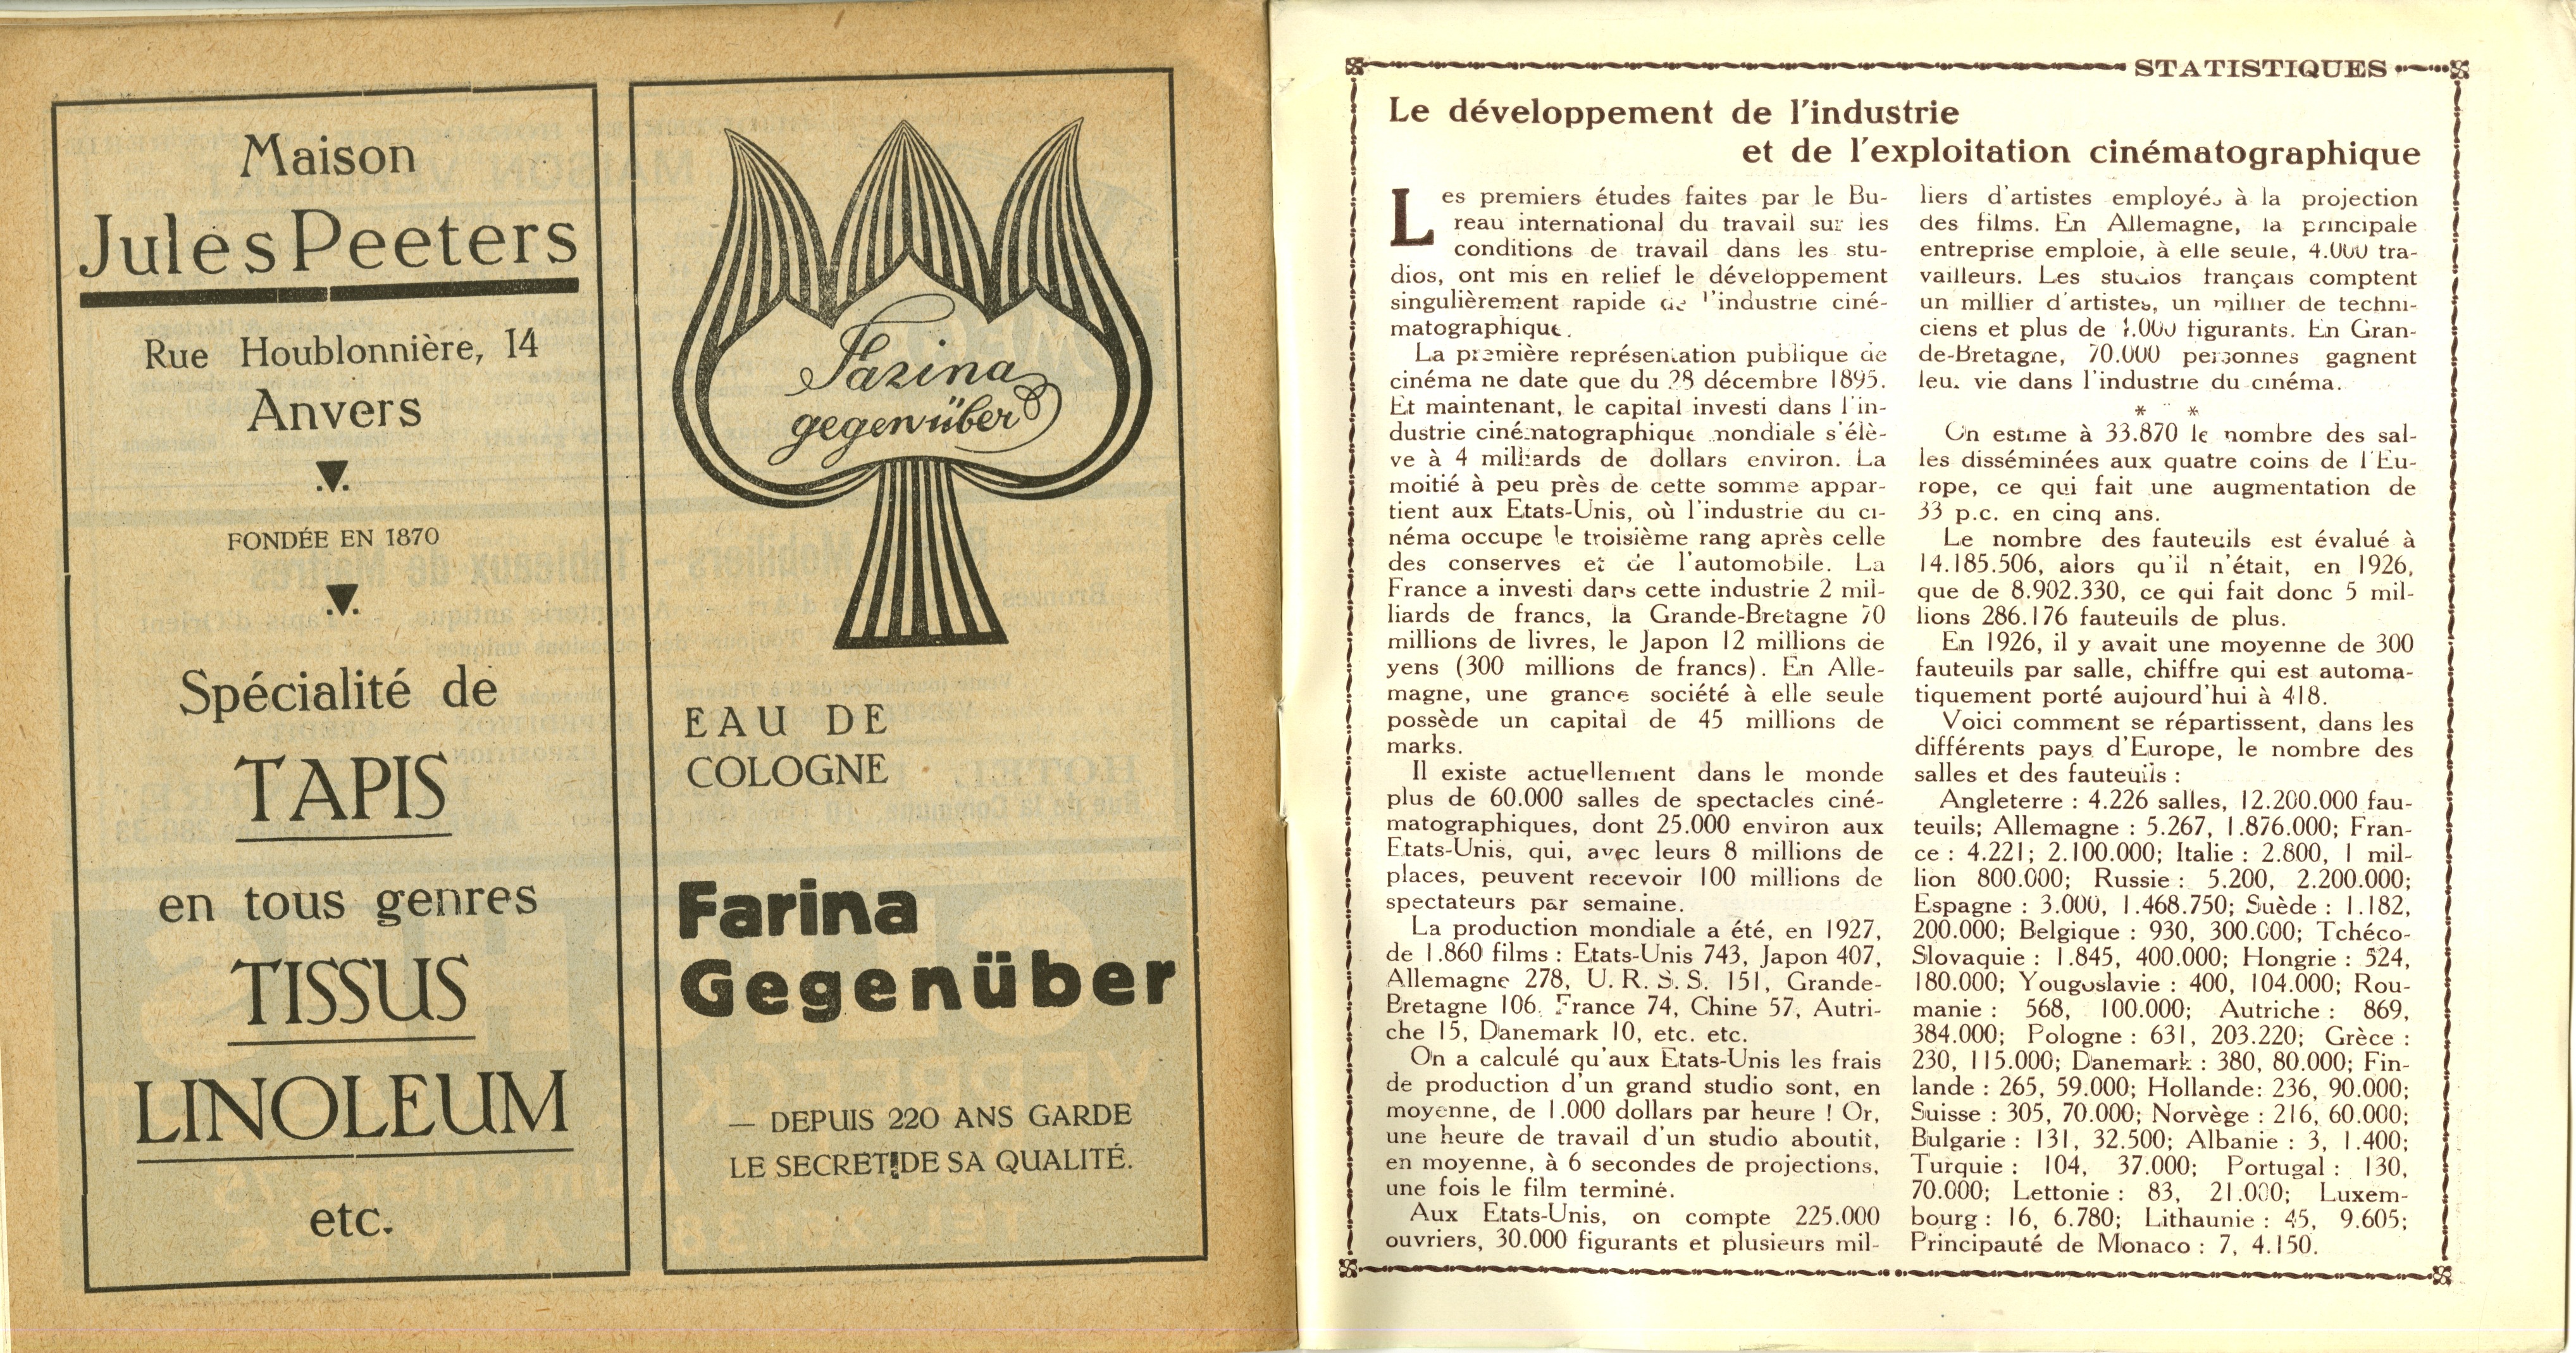 Maison
Jules Peeters
Rue Houblonnière, 14
Anvers
FONDÉE EN 1870
Spécialité de
TAPIS
en tous genres
TISSUS
LINOLEUM
etc.
Farina
gegenüber
EAU DE
COLOGNE
Farina
Gegenüber
— DEPUIS 220 ANS GARDE
LE SECRET DE SA QUALITÉ.
STATISTIQUES
Le développement de l'industrie
et de l'exploitation cinématographique
Les premiers études faites par le Bu-
reau international du travail sur les
conditions de travail dans les stu-
dios, ont mis en relief le développement
singulièrement rapide de l'industrie ciné-
matographique.
La première représentation publique de
cinéma ne date que du 28 décembre 1895.
Et maintenant, le capital investi dans l'in-
dustrie cinématographique mondiale s'élè-
ve à 4 milliards de dollars environ. La
moitié à peu près de cette somme appar-
tient aux Etats-Unis, où l'industrie du ci-
néma occupe le troisième rang après celle
des conserves et de l'automobile. La
France a investi dans cette industrie 2 mil-
liards de francs, la Grande-Bretagne 70
millions de livres, le Japon 12 millions de
yens (300 millions de francs). En Alle-
magne, une grande société à elle seule
possède un capital de 45 millions de
marks.
Il existe actuellement dans le monde
plus de 60.000 salles de spectacles ciné-
matographiques, dont 25.000 environ aux
Etats-Unis, qui, avec leurs 8 millions de
places, peuvent recevoir 100 millions de
spectateurs par semaine.
La production mondiale a été, en 1927,
de 1.860 films : Etats-Unis 743, Japon 407,
Allemagne 278, U. R. S. S. 151, Grande-
Bretagne 106, France 74, Chine 57, Autri-
che 15, Danemark 10, etc. etc.
On a calculé qu'aux Etats-Unis les frais
de production d'un grand studio sont, en
moyenne, de 1.000 dollars par heure ! Or,
une heure de travail d'un studio aboutit,
en moyenne, à 6 secondes de projections,
une fois le film terminé.
Aux Etats-Unis, on compte 225.000
ouvriers, 30.000 figurants et plusieurs mil-
liers d'artistes employés à la projection
des films. En Allemagne, la principale
entreprise emploie, à elle seule, 4.000 tra-
vailleurs. Les studios français comptent
un millier d'artistes, un millier de techni-
ciens et plus de figurants. En Gran-
de-Bretagne, 70.000 personnes gagnent
leur vie dans l'industrie du cinéma.
* *
On estime à 33.870 le nombre des sal-
les disséminées aux quatre coins de l'Eu-
rope, ce qui fait une augmentation de
33 p.c. en cinq ans.
Le nombre des fauteuils est évalué à
14.185.506, alors qu'il n'était, en 1926,
que de 8.902.330, ce qui fait donc 5 mil-
lions 286.176 fauteuils de plus.
En 1926, il y avait une moyenne de 300
fauteuils par salle, chiffre qui est automa-
tiquement porté aujourd'hui à 418.
Voici comment se répartissent, dans les
différents pays d'Europe, le nombre des
salles et des fauteuils :
Angleterre : 4.226 salles, 12.200.000 fau-
teuils; Allemagne : 5.267, 1.876.000; Fran-
ce : 4.221; 2.100.000; Italie : 2.800, 1 mil-
lion 800.000; Russie : 5.200, 2.200.000;
Espagne : 3.000, 1.468.750; Suède : 1.182,
200.000; Belgique : 930, 300.000; Tchéco-
Slovaquie : 1.845, 400.000; Hongrie : 524,
180.000; Yougoslavie : 400, 104.000; Rou-
manie : 568, 100.000; Autriche : 869,
384.000; Pologne : 631, 203.220; Grèce :
230, 115.000; Danemark : 380, 80.000; Fin-
lande : 265, 59.000; Hollande: 236, 90.000;
Suisse : 305, 70.000; Norvège : 216, 60.000;
Bulgarie : 131, 32.500; Albanie : 3, 1.400;
Turquie : 104, 37.000; Portugal : 130,
70.000; Lettonie : 83, 21.000; Luxem-
bourg : 16, 6.780; Lithaunie : 45, 9.605;
Principauté de Monaco : 7, 4.150.